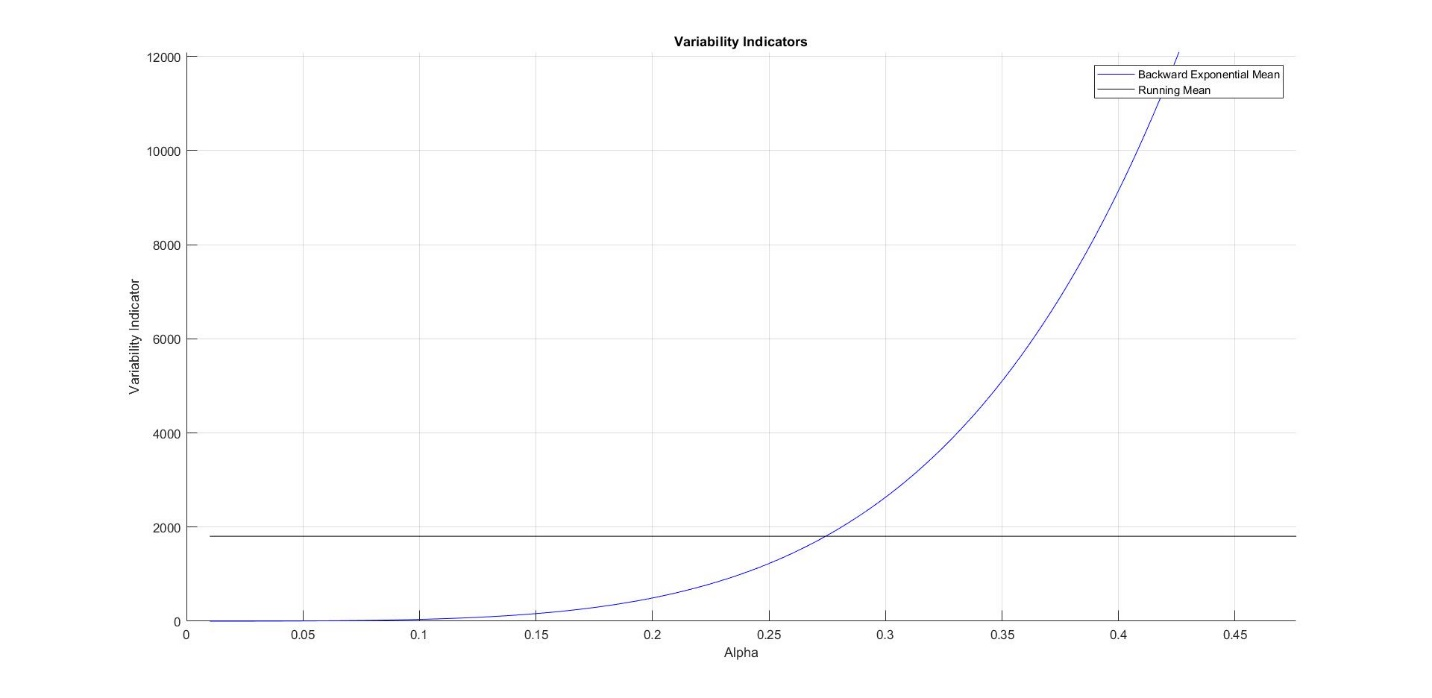 Variability Indicators
12000
10000
8000
6000
4000
2000
0
Variability Indicator
Backward Exponential Mean
Running Mean
0 0.05 0.1 0.15 0.2 0.25 0.3 0.35 0.4 0.45
Alpha